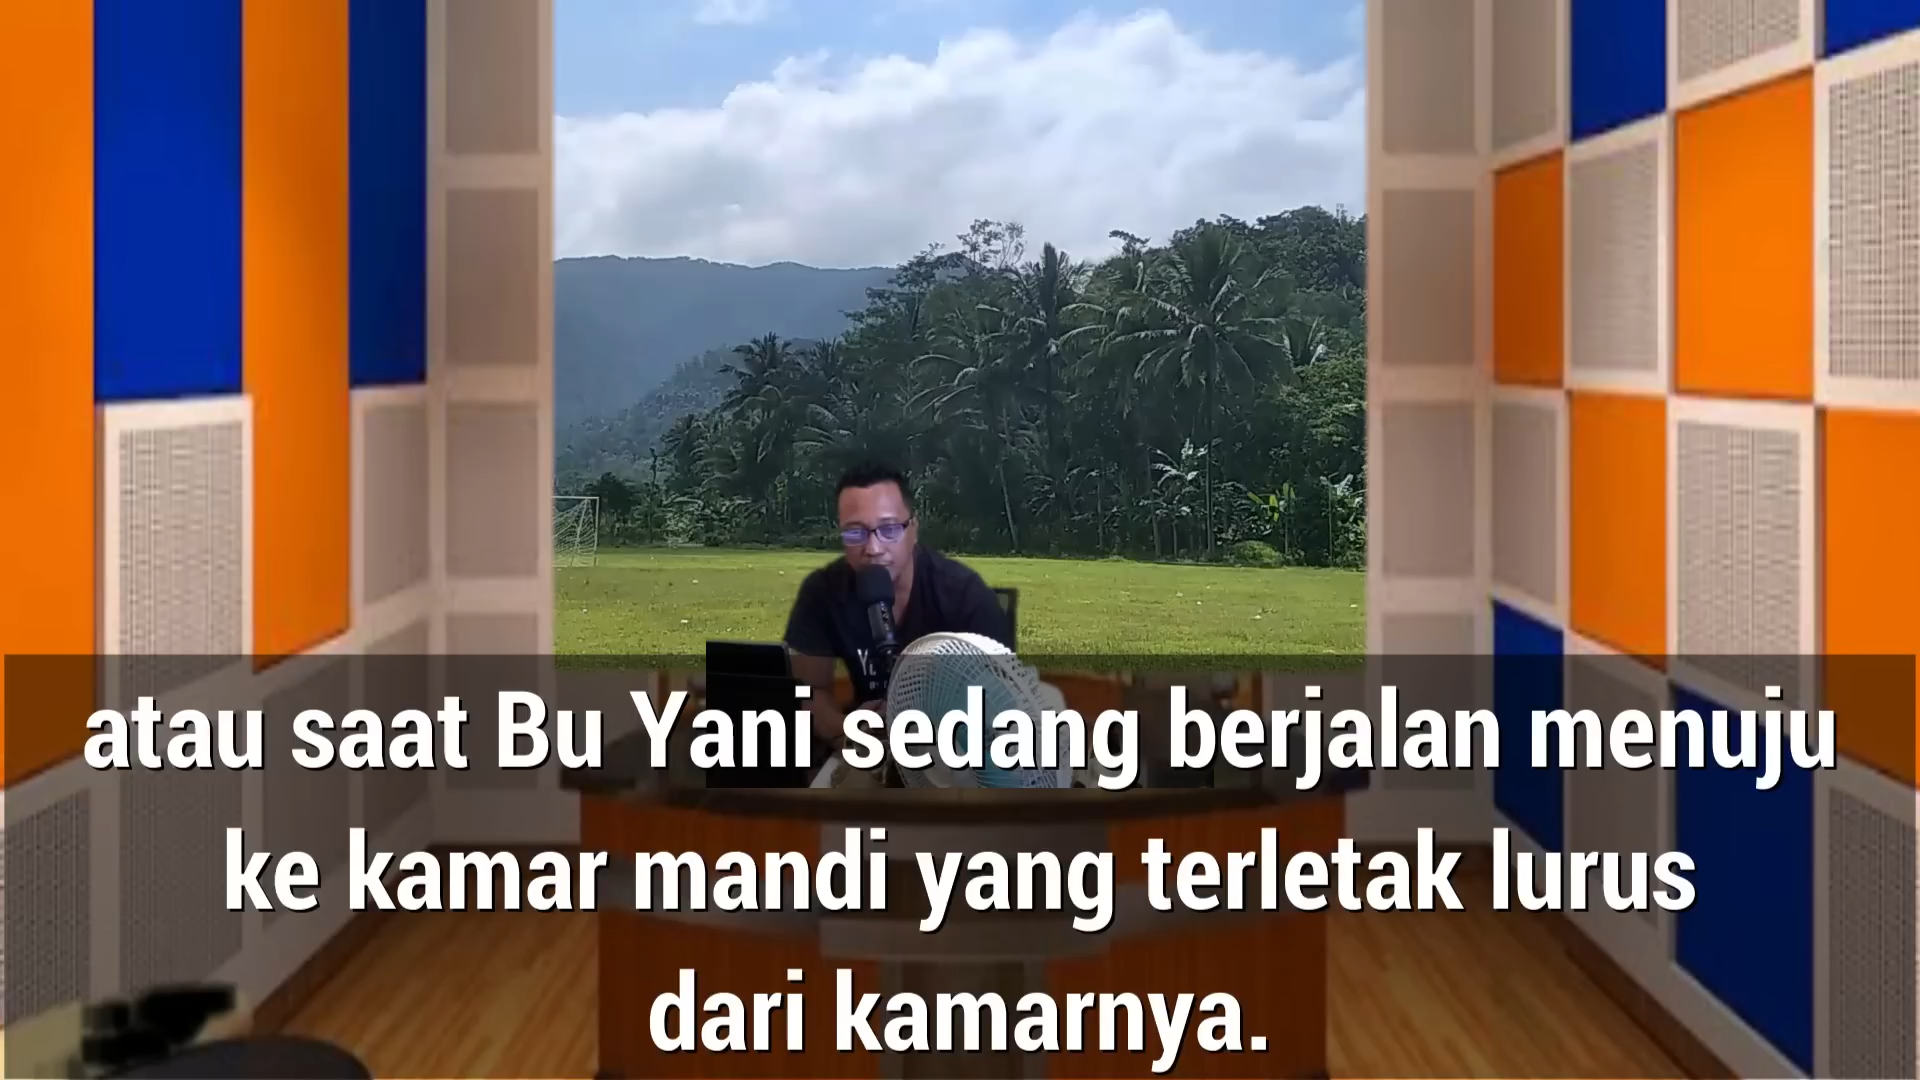 atau saat Bu Yani sedang berjalan menuju
ke kamar mandi yang terletak lurus
dari kamarnya.